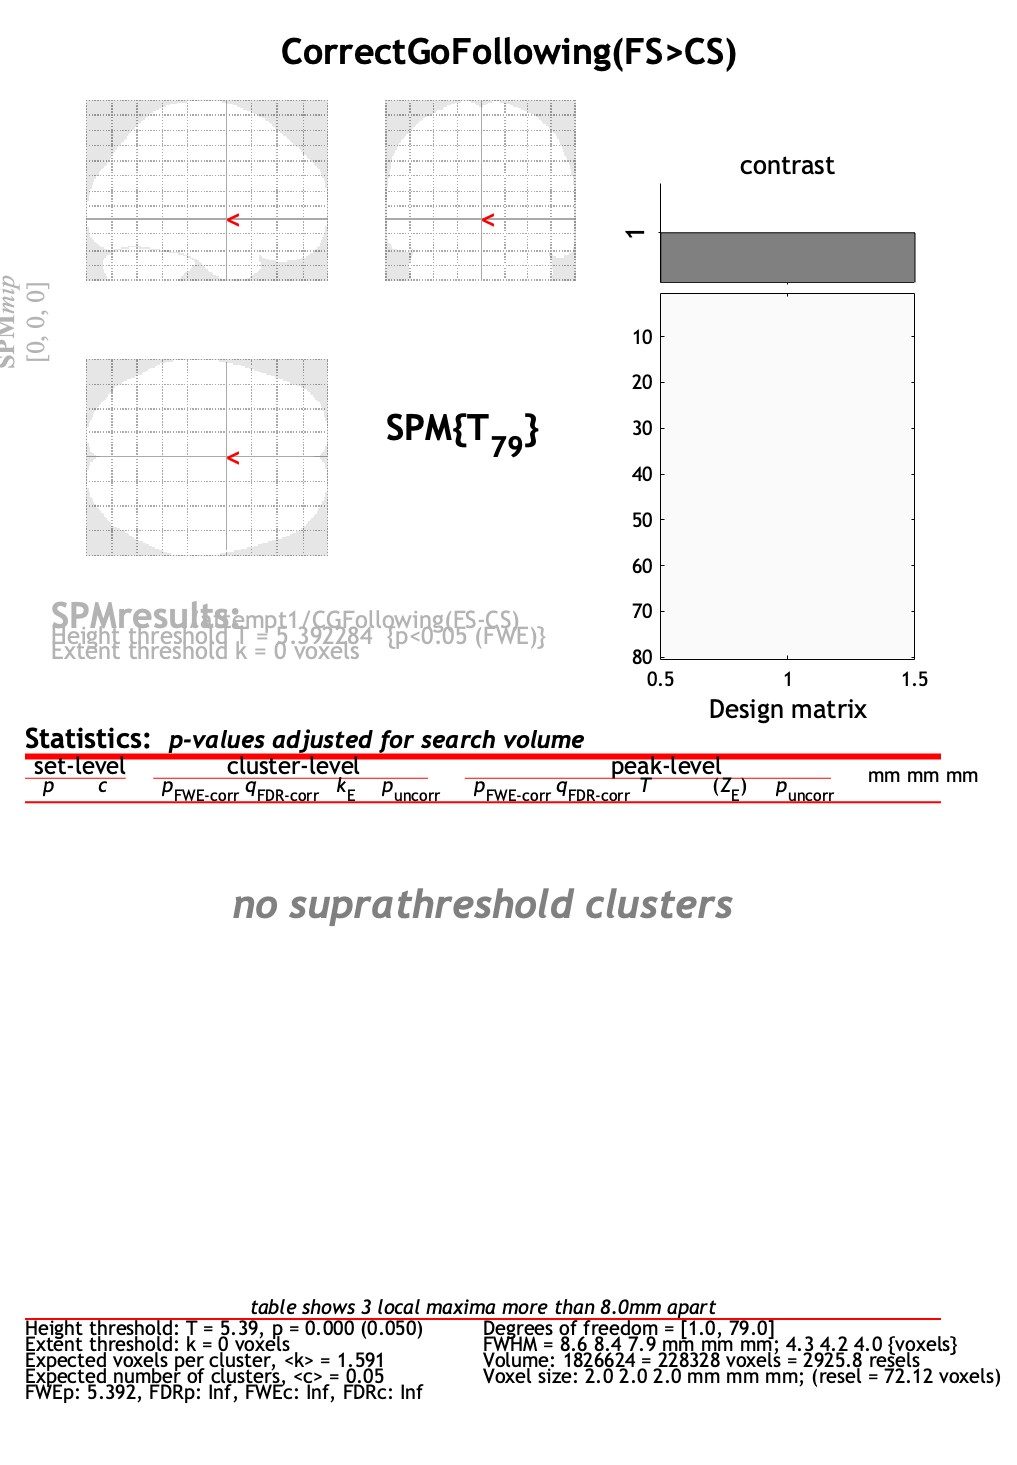 CorrectGoFollowing(FS>CS)
contrast
1
SPMmip
[0, 0, 0]
<
<
<
SPM{T79}
10
20
30
40
50
60
70
80
0.5 1 1.5
Design matrix
SPMresults: ./attempt1/CGFollowing(FS-CS)
Height threshold T = 5.392284 {p<0.05 (FWE)}
Extent threshold k = 0 voxels
Statistics: p-values adjusted for search volume
set-level cluster-level peak-level mm mm mm
p c pFWE-corr qFDR-corr kE puncorr pFWE-corr qFDR-corr T (ZE) puncorr
no suprathreshold clusters
table shows 3 local maxima more than 8.0mm apart
Height threshold: T = 5.39, p = 0.000 (0.050)
Extent threshold: k = 0 voxels
Expected voxels per cluster, <k> = 1.591
Expected number of clusters, <c> = 0.05
FWEp: 5.392, FDRp: Inf, FWEc: Inf, FDRc: Inf
Degrees of freedom = [1.0, 79.0]
FWHM = 8.6 8.4 7.9 mm mm mm; 4.3 4.2 4.0 {voxels}
Volume: 1826624 = 228328 voxels = 2925.8 resels
Voxel size: 2.0 2.0 2.0 mm mm mm; (resel = 72.12 voxels)